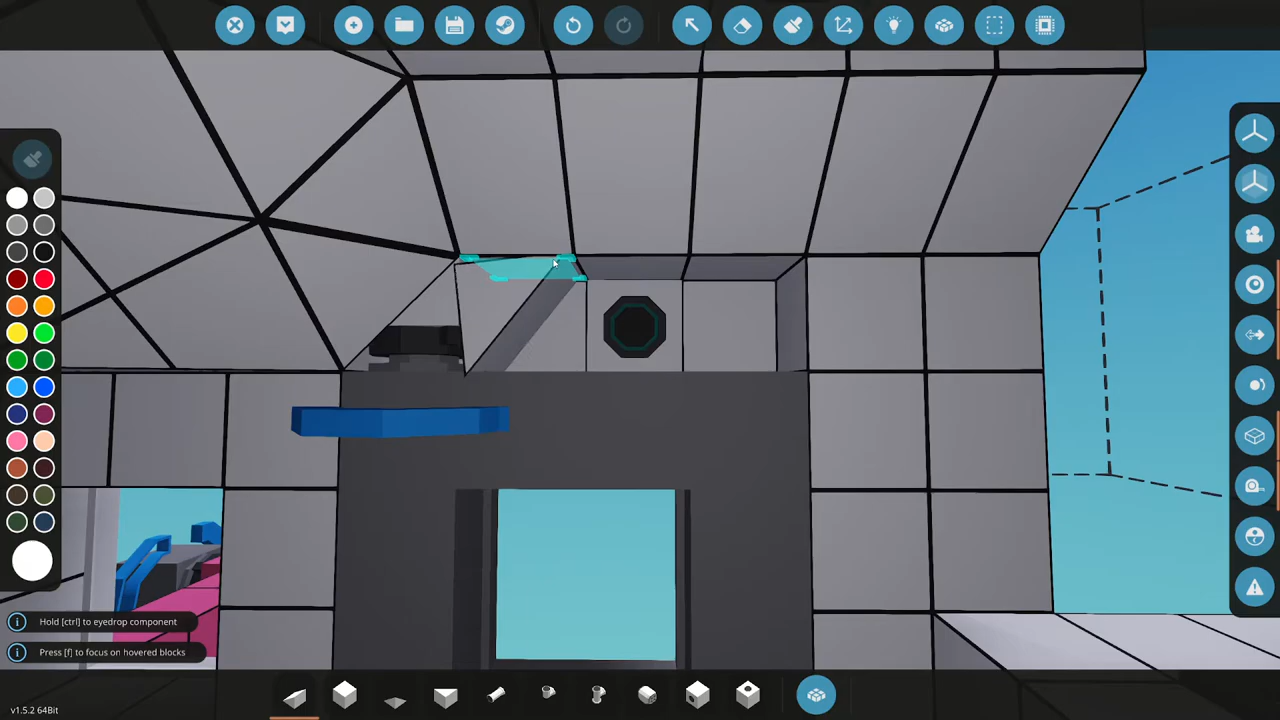 Hold [ctrl] to eyedrop component
Press [f] to focus on hovered blocks
v1.5.2 64Bit